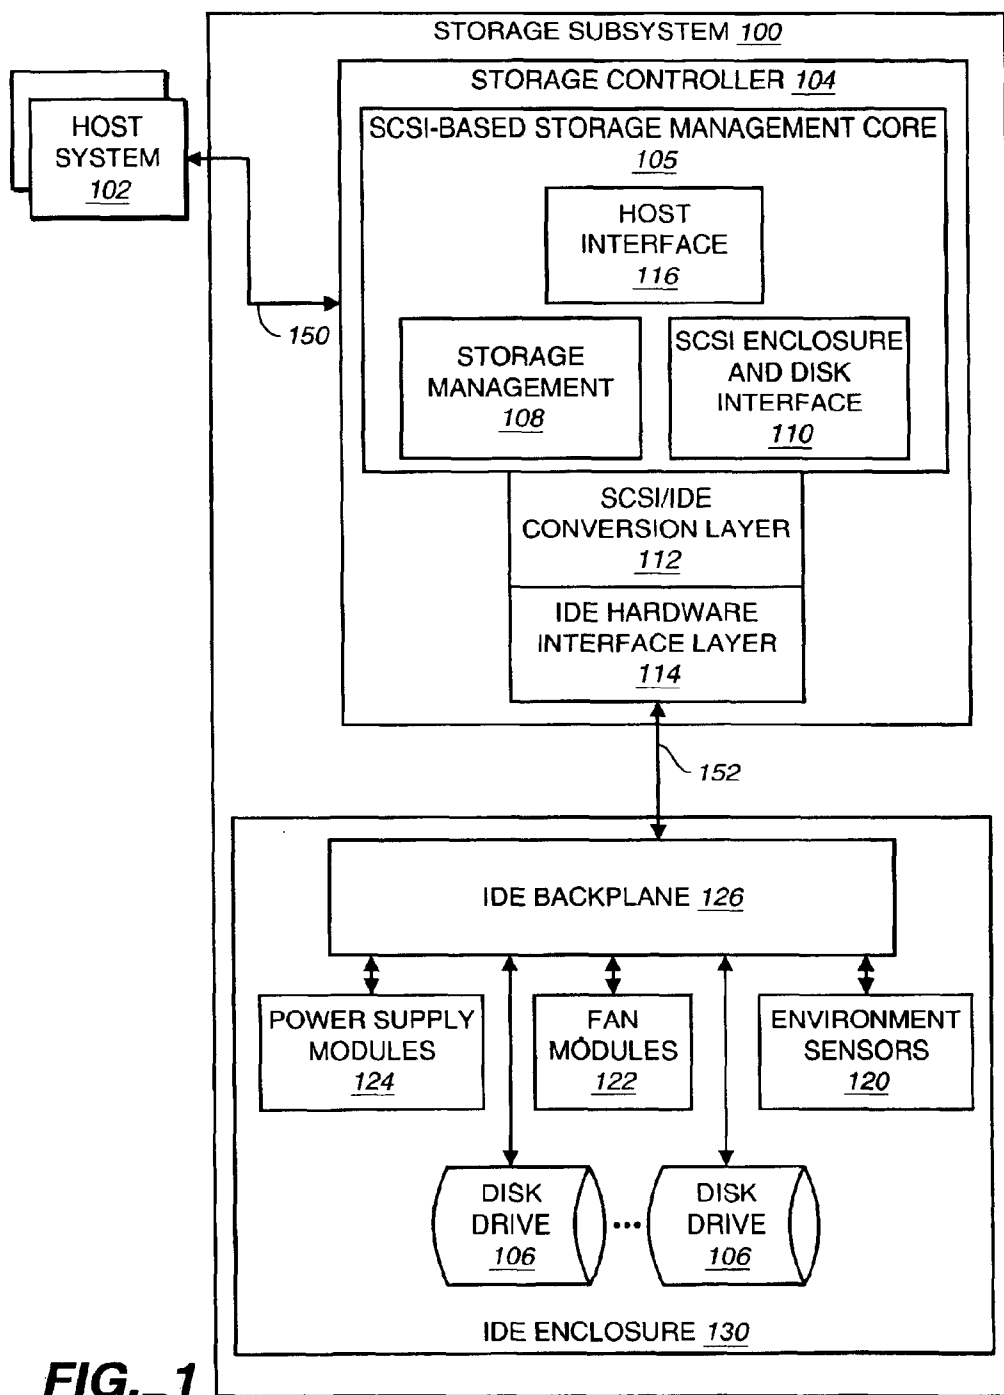 STORAGE SUBSYSTEM 100
STORAGE CONTROLLER 104
SCSI-BASED STORAGE MANAGEMENT CORE
105
HOST
SYSTEM
102
HOST
INTERFACE
116
150
STORAGE
MANAGEMENT
108
SCSI ENCLOSURE
AND DISK
INTERFACE
110
SCSI/IDE
CONVERSION LAYER
112
IDE HARDWARE
INTERFACE LAYER
114
152
IDE BACKPLANE 126
POWER SUPPLY
MODULES
124
FAN
MODULES
122
ENVIRONMENT
SENSORS
120
DISK
DRIVE
106
DISK
DRIVE
106
IDE ENCLOSURE 130
FIG._1